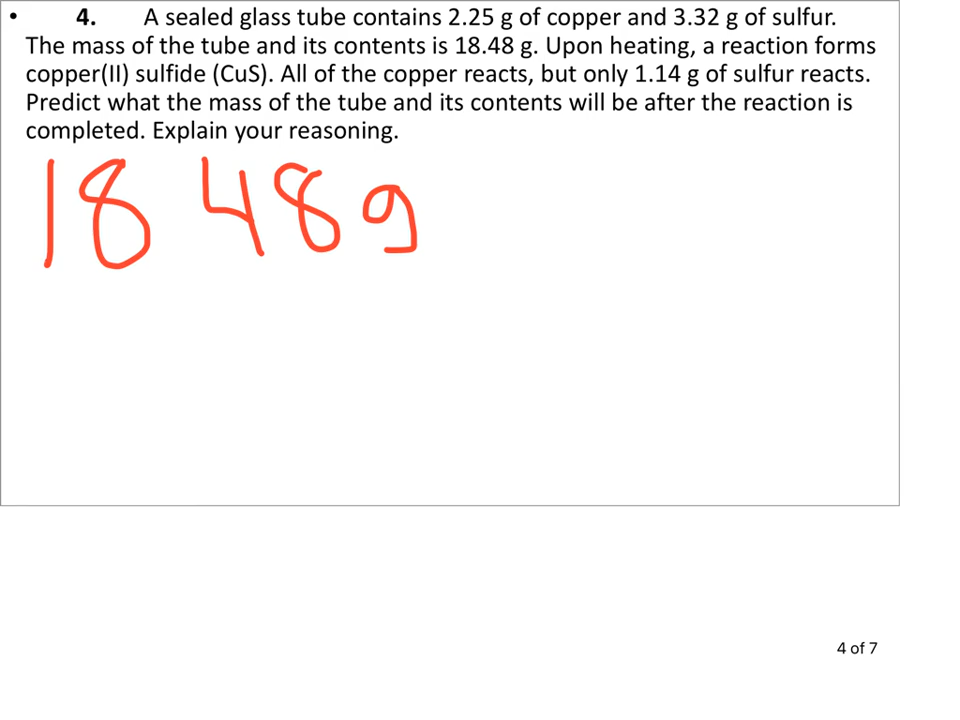 • 4. A sealed glass tube contains 2.25 g of copper and 3.32 g of sulfur.
The mass of the tube and its contents is 18.48 g. Upon heating, a reaction forms
copper(II) sulfide (CuS). All of the copper reacts, but only 1.14 g of sulfur reacts.
Predict what the mass of the tube and its contents will be after the reaction is
completed. Explain your reasoning.
18 48g
4 of 7